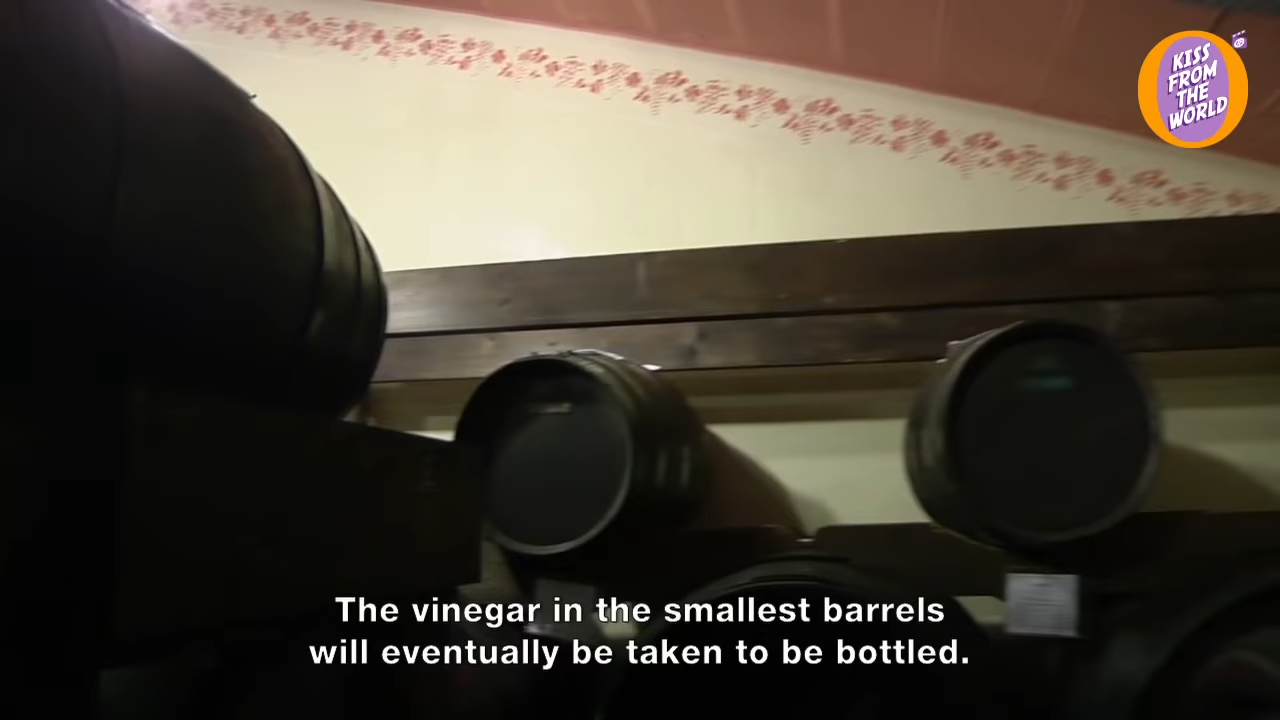 KISS
FROM
THE
WORLD
The vinegar in the smallest barrels
will eventually be taken to be bottled.